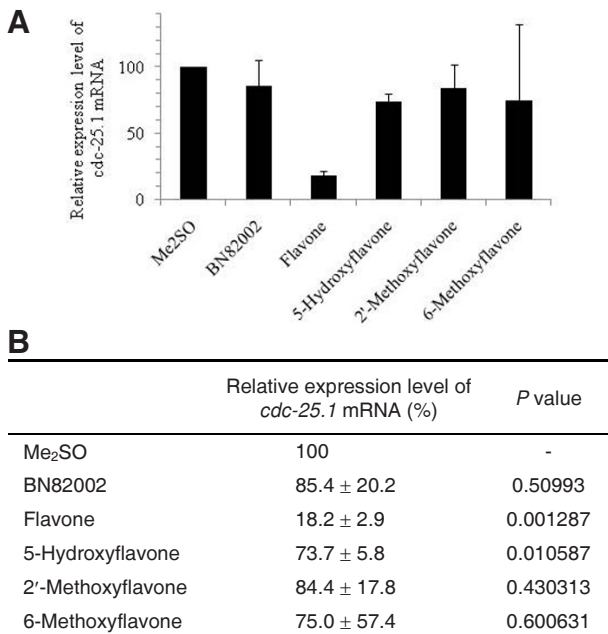 A
Relative expression level of
cdc-25.1 mRNA
100
50
0
Me2SO
BN82002
Flavone
5-Hydroxyflavone
2'-Methoxyflavone
6-Methoxyflavone
B
Relative expression level of
cdc-25.1 mRNA (%)
P value
Me₂SO 100 -
BN82002 85.4 ± 20.2 0.50993
Flavone 18.2 ± 2.9 0.001287
5-Hydroxyflavone 73.7 ± 5.8 0.010587
2′-Methoxyflavone 84.4 ± 17.8 0.430313
6-Methoxyflavone 75.0 ± 57.4 0.600631